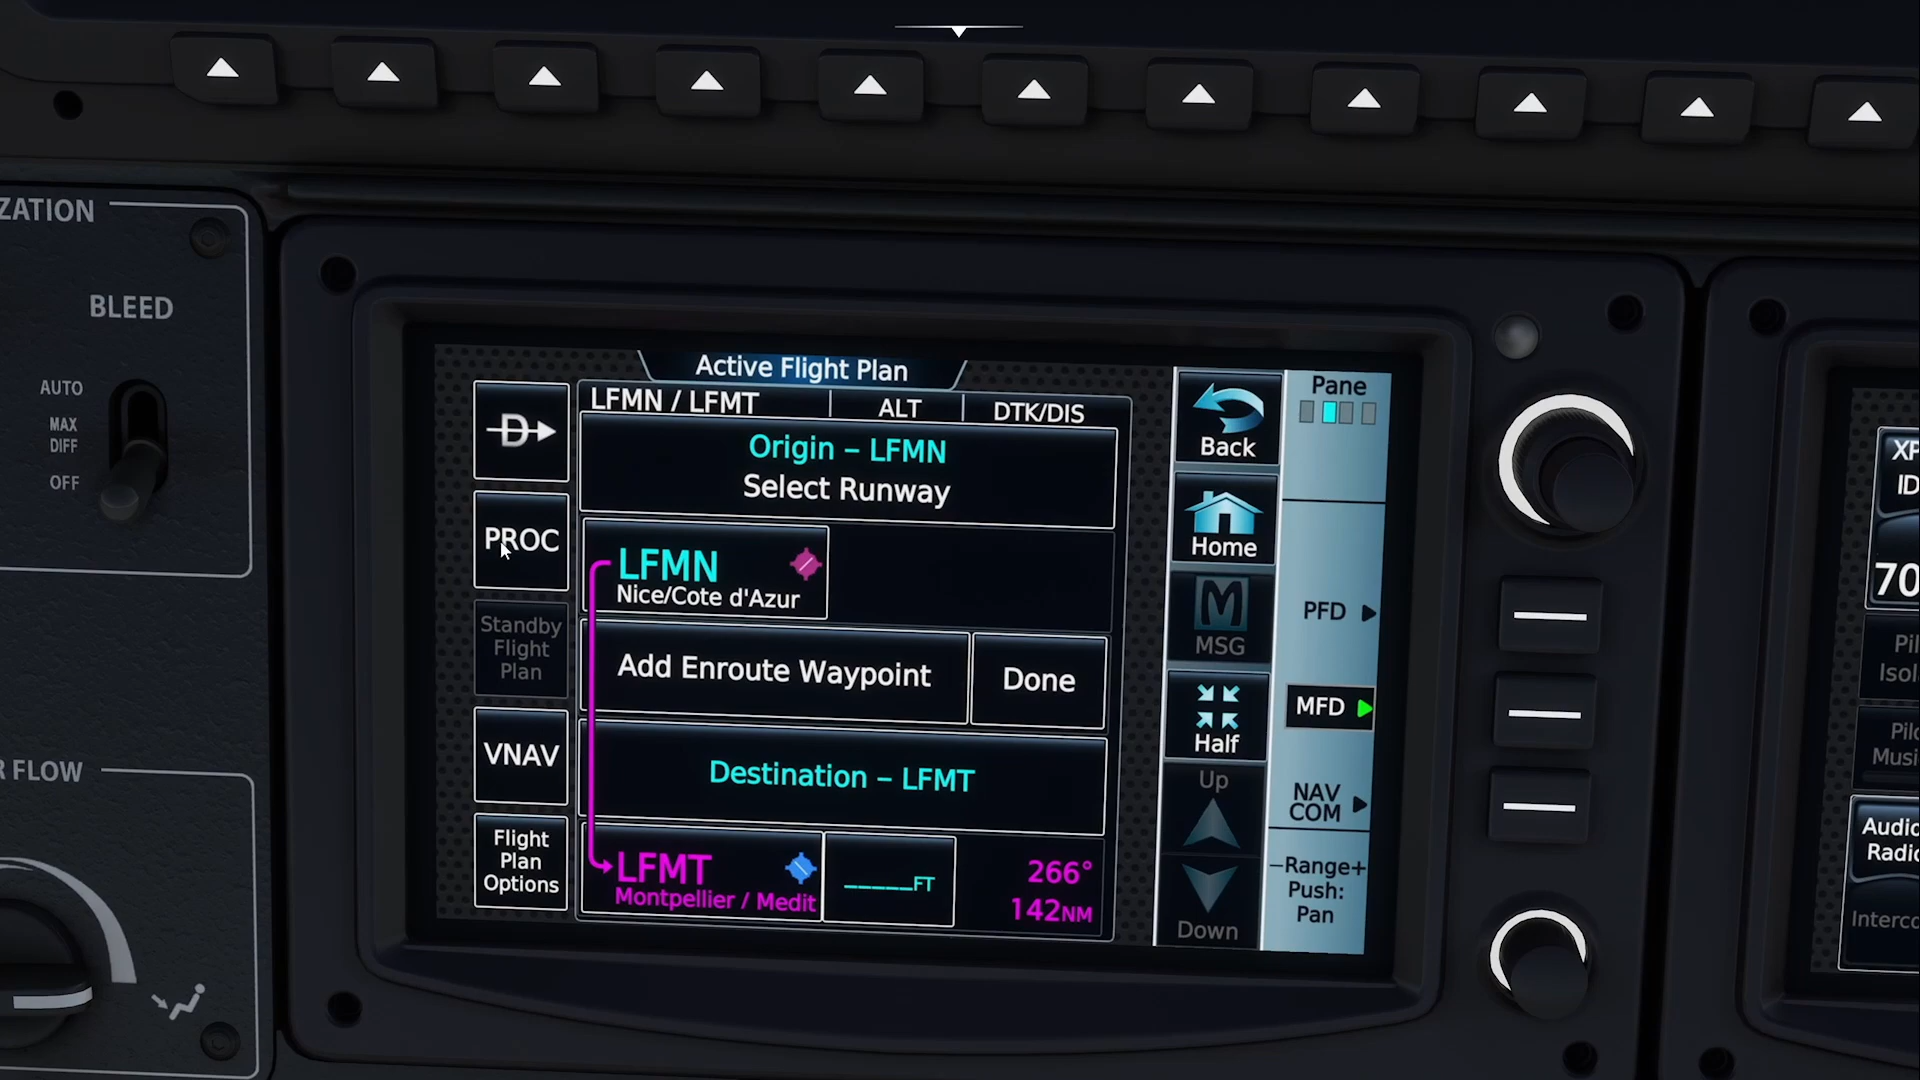 ZATION
BLEED
AUTO
MAX
DIFF
OFF
R FLOW
Active Flight Plan
LFMN / LFMT
ALT
DTK/DIS
Origin – LFMN
Select Runway
PROC
LFMN
Nice/Cote d'Azur
Standby
Flight
Plan
Add Enroute Waypoint
Done
VNAV
Destination – LFMT
Flight
Plan
Options
LFMT
Montpellier / Medit
_____FT
266°
142NM
Back
Home
MSG
Half
Up
Down
Pane
PFD
MFD
NAV
COM
–Range+
Push:
Pan
XP
ID
70
Pil
Isol
Pilo
Musi
Audio
Radio
Interco